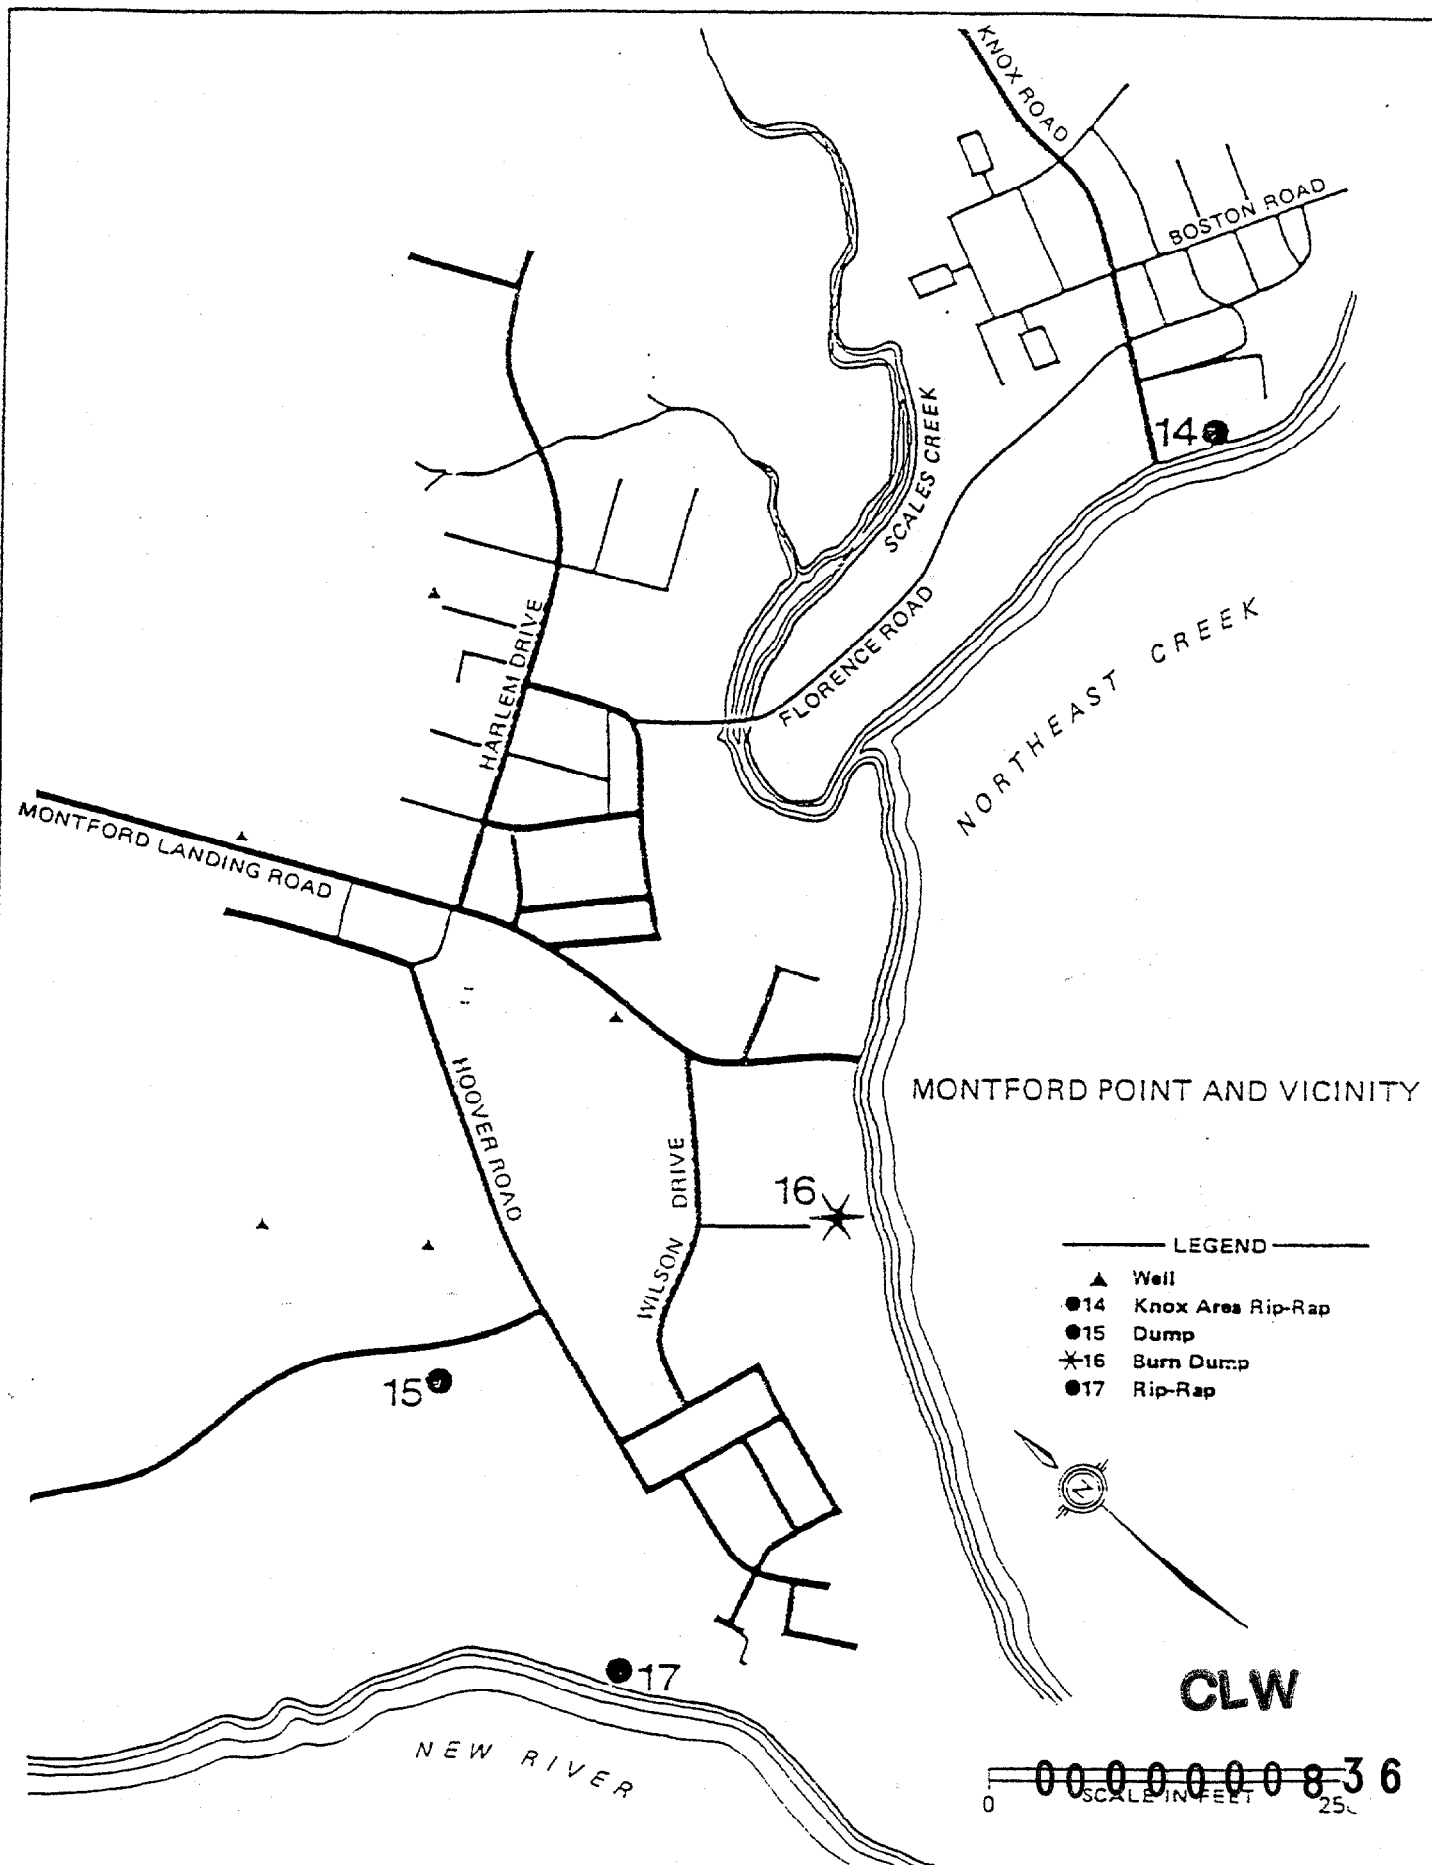 KNOX ROAD
BOSTON ROAD
14
SCALES CREEK
FLORENCE ROAD
NORTHEAST CREEK
HARLEM DRIVE
MONTFORD LANDING ROAD
HOOVER ROAD
WILSON DRIVE
16
MONTFORD POINT AND VICINITY
LEGEND
Well
14 Knox Area Rip-Rap
15 Dump
16 Burn Dump
17 Rip-Rap
15
N
17
NEW RIVER
CLW
0000000836
SCALE IN FEET
0